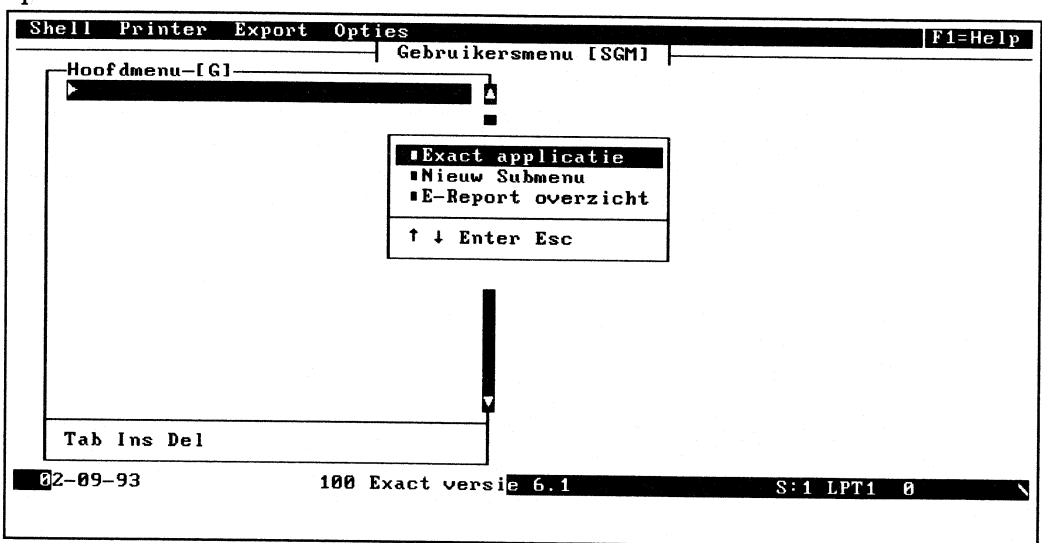 Shell Printer Export Opties F1=Help
Gebruikersmenu [SGM]
Hoofdmenu-[G]
Exact applicatie
Nieuw Submenu
E-Report overzicht
↑ ↓ Enter Esc
Tab Ins Del
02-09-93 100 Exact versie 6.1 S:1 LPT1 0 \